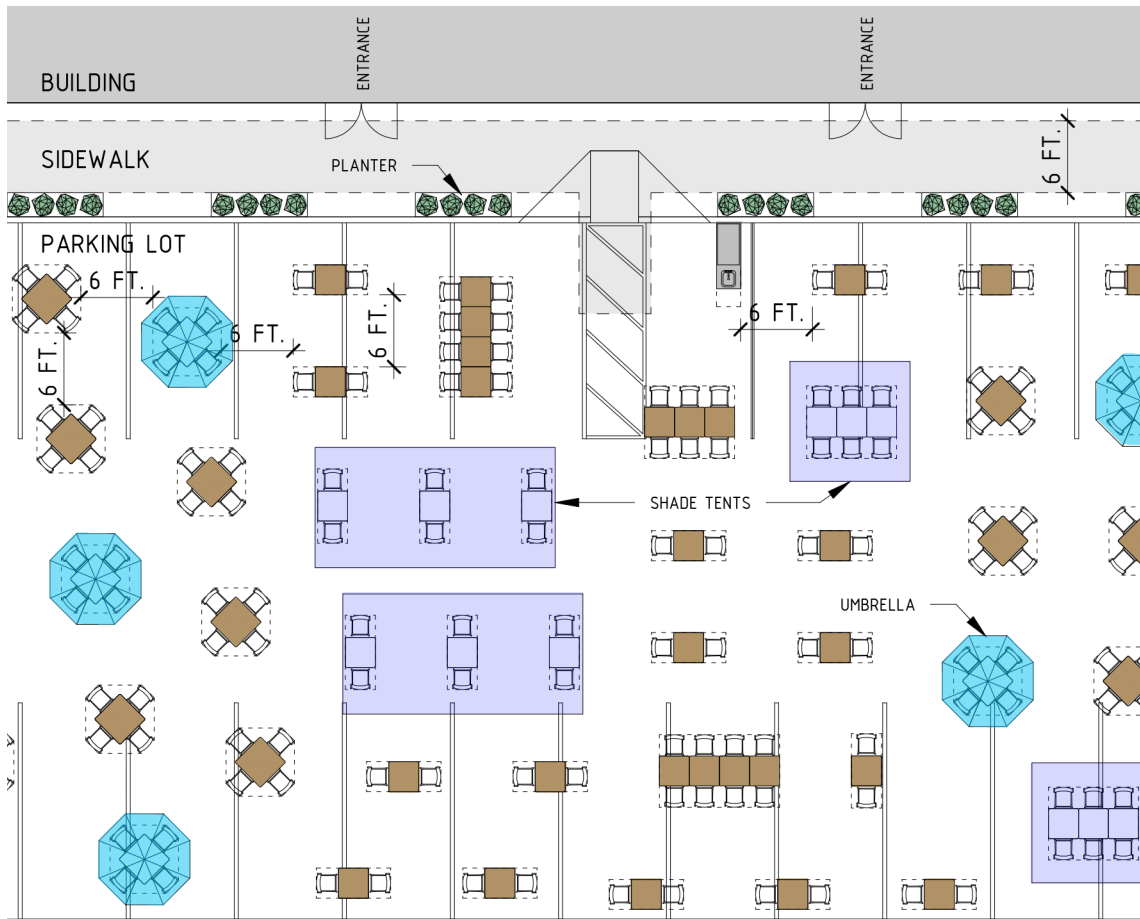 ENTRANCE
ENTRANCE
BUILDING
SIDEWALK
PLANTER
6 FT.
PARKING LOT
6 FT.
6 FT.
6 FT.
6 FT.
6 FT.
SHADE TENTS
UMBRELLA